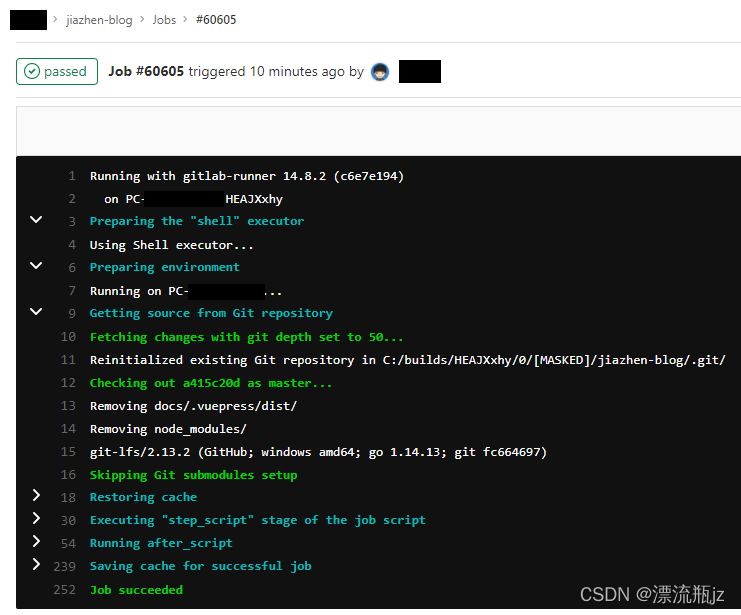 jiazhen-blog > Jobs > #60605
passed Job #60605 triggered 10 minutes ago by
1 Running with gitlab-runner 14.8.2 (c6e7e194)
2 on PC- HEAJXxhy
3 Preparing the "shell" executor
4 Using Shell executor...
6 Preparing environment
7 Running on PC- ...
9 Getting source from Git repository
10 Fetching changes with git depth set to 50...
11 Reinitialized existing Git repository in C:/builds/HEAJXxhy/0/[MASKED]/jiazhen-blog/.git/
12 Checking out a415c20d as master...
13 Removing docs/.vuepress/dist/
14 Removing node_modules/
15 git-lfs/2.13.2 (GitHub; windows amd64; go 1.14.13; git fc664697)
16 Skipping Git submodules setup
18 Restoring cache
30 Executing "step_script" stage of the job script
54 Running after_script
239 Saving cache for successful job
252 Job succeeded
CSDN @漂流瓶jz